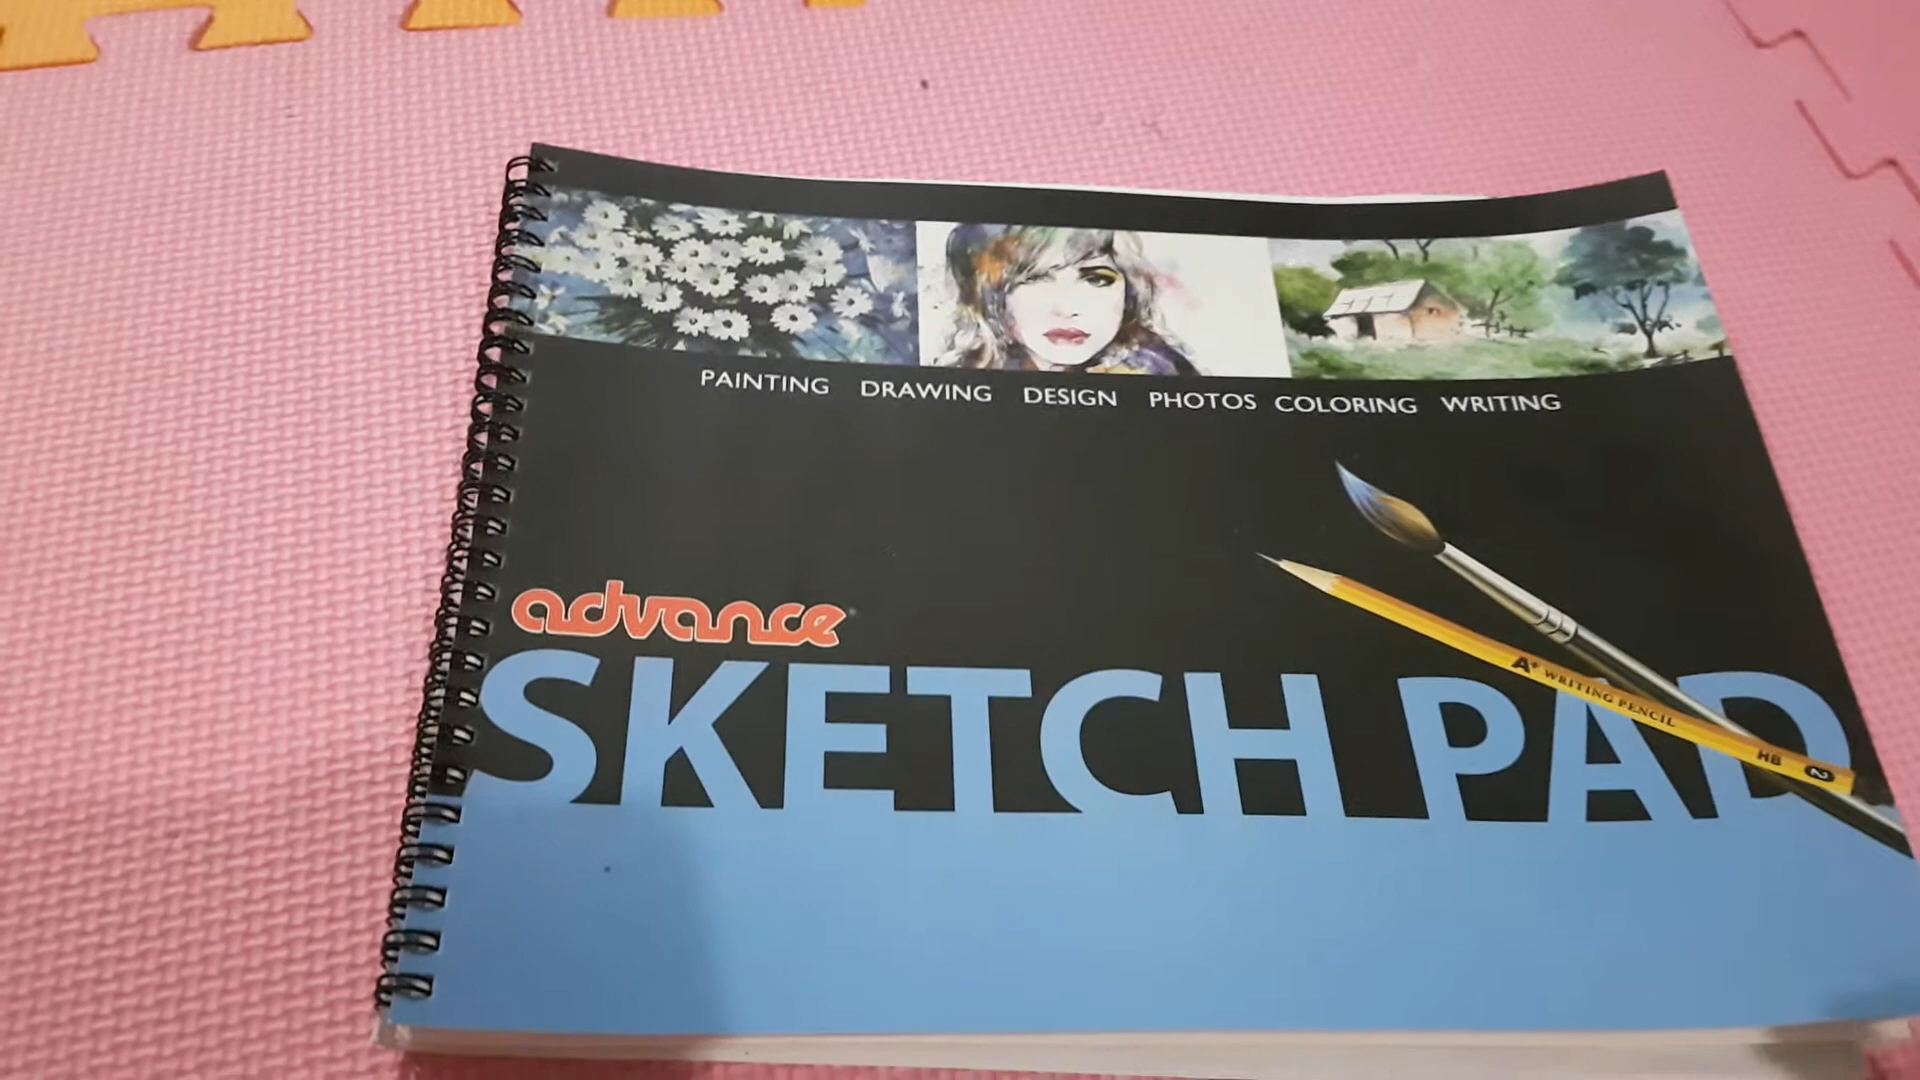 PAINTING DRAWING DESIGN PHOTOS COLORING WRITING
advance
SKETCH PAD
A+ WRITING PENCIL HB 2